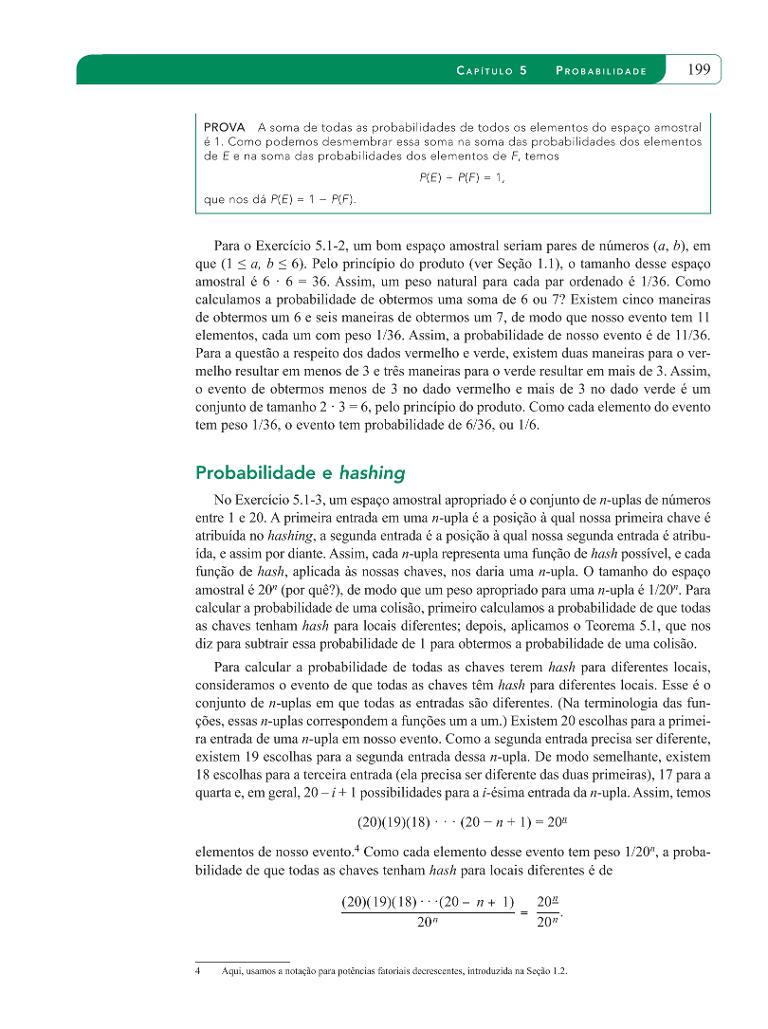 CAPÍTULO 5 PROBABILIDADE 199
PROVA A soma de todas as probabilidades de todos os elementos do espaço amostral
é 1. Como podemos desmembrar essa soma na soma das probabilidades dos elementos
de E e na soma das probabilidades dos elementos de F, temos
P(E) + P(F) = 1,
que nos dá P(E) = 1 − P(F).
Para o Exercício 5.1-2, um bom espaço amostral seriam pares de números (a, b), em
que (1 ≤ a, b ≤ 6). Pelo princípio do produto (ver Seção 1.1), o tamanho desse espaço
amostral é 6 · 6 = 36. Assim, um peso natural para cada par ordenado é 1/36. Como
calculamos a probabilidade de obtermos uma soma de 6 ou 7? Existem cinco maneiras
de obtermos um 6 e seis maneiras de obtermos um 7, de modo que nosso evento tem 11
elementos, cada um com peso 1/36. Assim, a probabilidade de nosso evento é de 11/36.
Para a questão a respeito dos dados vermelho e verde, existem duas maneiras para o ver-
melho resultar em menos de 3 e três maneiras para o verde resultar em mais de 3. Assim,
o evento de obtermos menos de 3 no dado vermelho e mais de 3 no dado verde é um
conjunto de tamanho 2 · 3 = 6, pelo princípio do produto. Como cada elemento do evento
tem peso 1/36, o evento tem probabilidade de 6/36, ou 1/6.
Probabilidade e hashing
No Exercício 5.1-3, um espaço amostral apropriado é o conjunto de n-uplas de números
entre 1 e 20. A primeira entrada em uma n-upla é a posição à qual nossa primeira chave é
atribuída no hashing, a segunda entrada é a posição à qual nossa segunda entrada é atribu-
ída, e assim por diante. Assim, cada n-upla representa uma função de hash possível, e cada
função de hash, aplicada às nossas chaves, nos daria uma n-upla. O tamanho do espaço
amostral é 20ⁿ (por quê?), de modo que um peso apropriado para uma n-upla é 1/20ⁿ. Para
calcular a probabilidade de uma colisão, primeiro calculamos a probabilidade de que todas
as chaves tenham hash para locais diferentes; depois, aplicamos o Teorema 5.1, que nos
diz para subtrair essa probabilidade de 1 para obtermos a probabilidade de uma colisão.
Para calcular a probabilidade de todas as chaves terem hash para diferentes locais,
consideramos o evento de que todas as chaves têm hash para diferentes locais. Esse é o
conjunto de n-uplas em que todas as entradas são diferentes. (Na terminologia das fun-
ções, essas n-uplas correspondem a funções um a um.) Existem 20 escolhas para a primei-
ra entrada de uma n-upla em nosso evento. Como a segunda entrada precisa ser diferente,
existem 19 escolhas para a segunda entrada dessa n-upla. De modo semelhante, existem
18 escolhas para a terceira entrada (ela precisa ser diferente das duas primeiras), 17 para a
quarta e, em geral, 20 – i + 1 possibilidades para a i-ésima entrada da n-upla. Assim, temos
(20)(19)(18) · · · (20 − n + 1) = 20ⁿ̲
elementos de nosso evento.⁴ Como cada elemento desse evento tem peso 1/20ⁿ, a proba-
bilidade de que todas as chaves tenham hash para locais diferentes é de
(20)(19)(18) · · ·(20 – n + 1) / 20ⁿ = 20ⁿ̲ / 20ⁿ.
4 Aqui, usamos a notação para potências fatoriais decrescentes, introduzida na Seção 1.2.